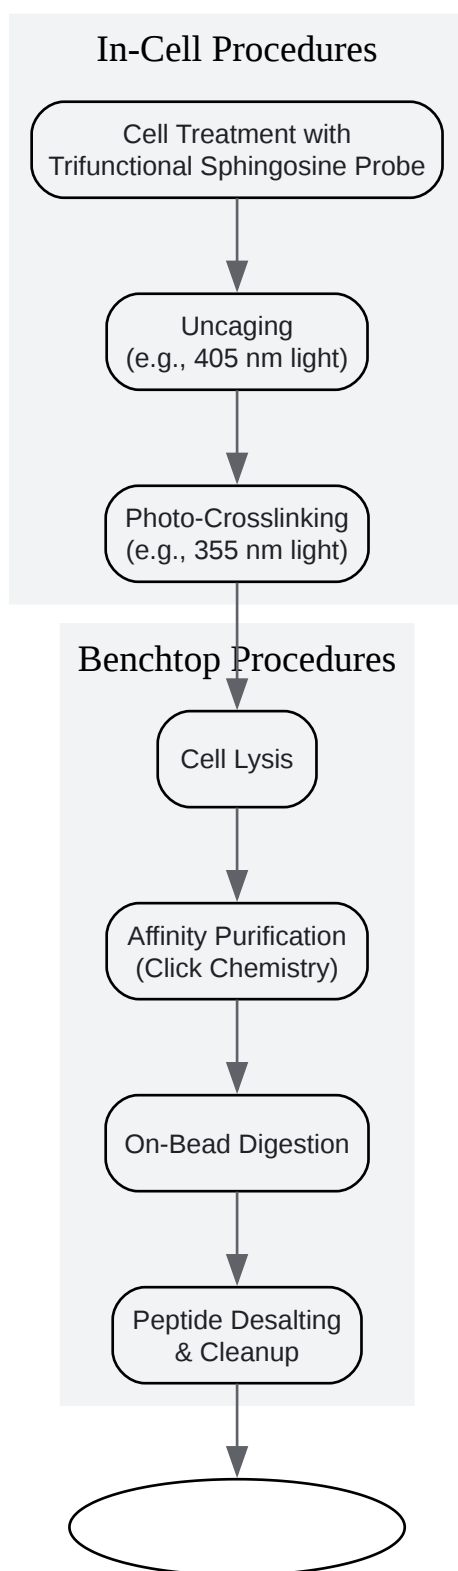 In-Cell Procedures
Cell Treatment with
Trifunctional Sphingosine Probe
Uncaging
(e.g., 405 nm light)
Photo-Crosslinking
(e.g., 355 nm light)
Benchtop Procedures
Cell Lysis
Affinity Purification
(Click Chemistry)
On-Bead Digestion
Peptide Desalting
& Cleanup